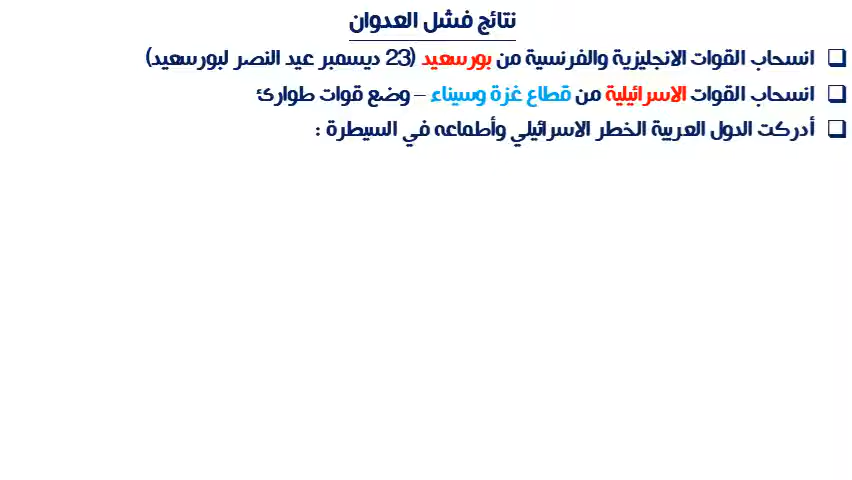 نتائج فشل العدوان
❑ انسحاب القوات الانجليزية والفرنسية من بورسعيد (23 ديسمبر عيد النصر لبورسعيد)
❑ انسحاب القوات الاسرائيلية من قطاع غزة وسيناء – وضع قوات طوارئ
❑ أدركت الدول العربية الخطر الاسرائيلي وأطماعه في السيطرة :